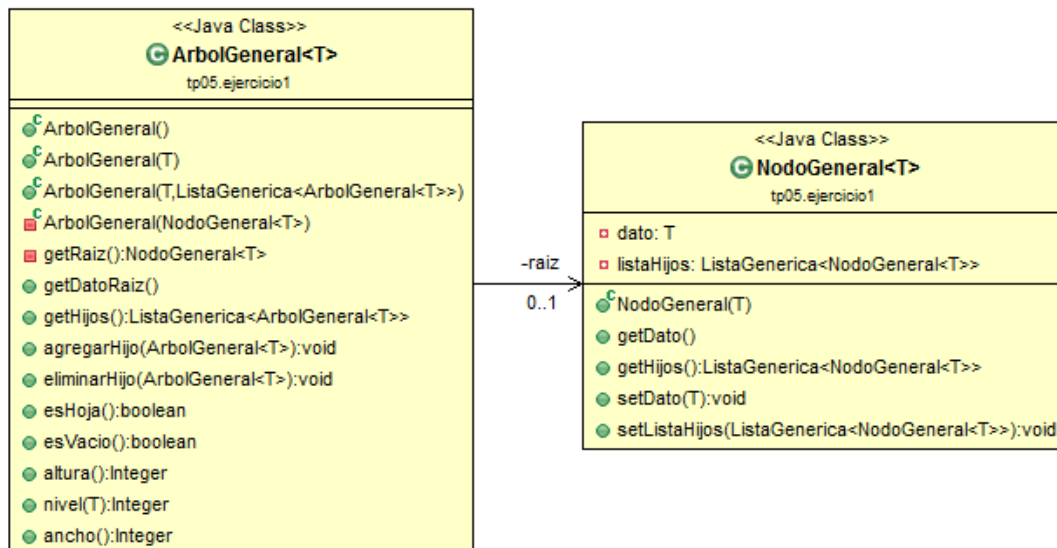 <<Java Class>>
ArbolGeneral<T>
tp05.ejercicio1
ArbolGeneral()
ArbolGeneral(T)
ArbolGeneral(T,ListaGenerica<ArbolGeneral<T>>)
ArbolGeneral(NodoGeneral<T>)
getRaiz():NodoGeneral<T>
getDatoRaiz()
getHijos():ListaGenerica<ArbolGeneral<T>>
agregarHijo(ArbolGeneral<T>):void
eliminarHijo(ArbolGeneral<T>):void
esHoja():boolean
esVacio():boolean
altura():Integer
nivel(T):Integer
ancho():Integer
-raiz
0..1
<<Java Class>>
NodoGeneral<T>
tp05.ejercicio1
dato: T
listaHijos: ListaGenerica<NodoGeneral<T>>
NodoGeneral(T)
getDato()
getHijos():ListaGenerica<NodoGeneral<T>>
setDato(T):void
setListaHijos(ListaGenerica<NodoGeneral<T>>):void